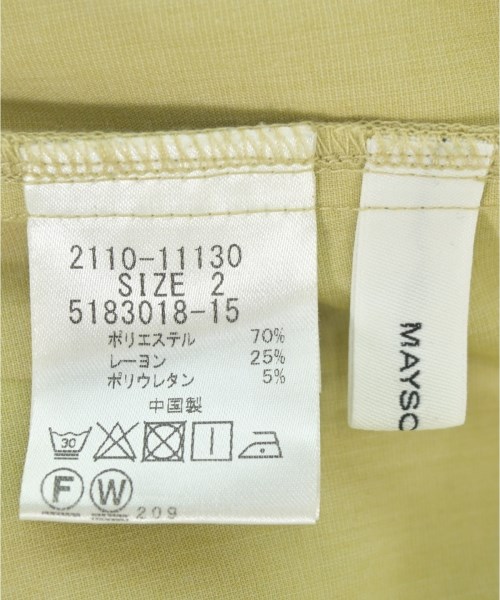 2110-11130
SIZE 2
5183018-15
ポリエステル 70%
レーヨン 25%
ポリウレタン 5%
中国製
30
F W
209
MAYSO